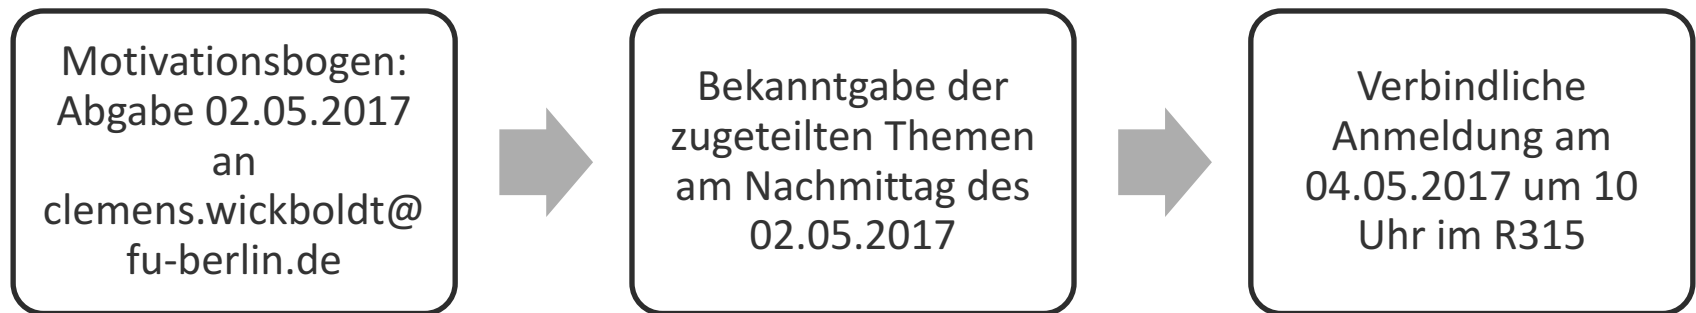 Motivationsbogen:
Abgabe 02.05.2017
an
clemens.wickboldt@
fu-berlin.de
Bekanntgabe der
zugeteilten Themen
am Nachmittag des
02.05.2017
Verbindliche
Anmeldung am
04.05.2017 um 10
Uhr im R315